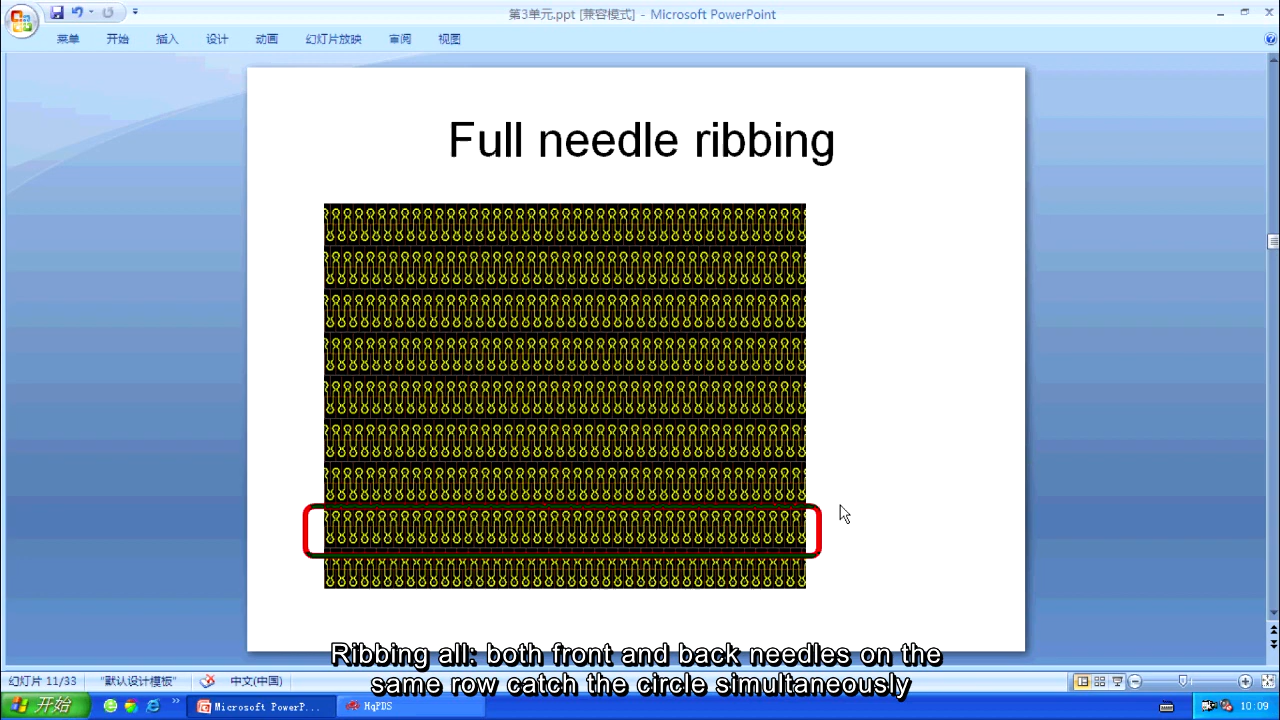 第3单元.ppt [兼容模式] - Microsoft PowerPoint
菜单 开始 插入 设计 动画 幻灯片放映 审阅 视图
Full needle ribbing
Ribbing all: both front and back needles on the
same row catch the circle simultaneously
幻灯片 11/33 "默认设计模板" 中文(中国)
开始 Microsoft PowerP... HqPDS 10:09